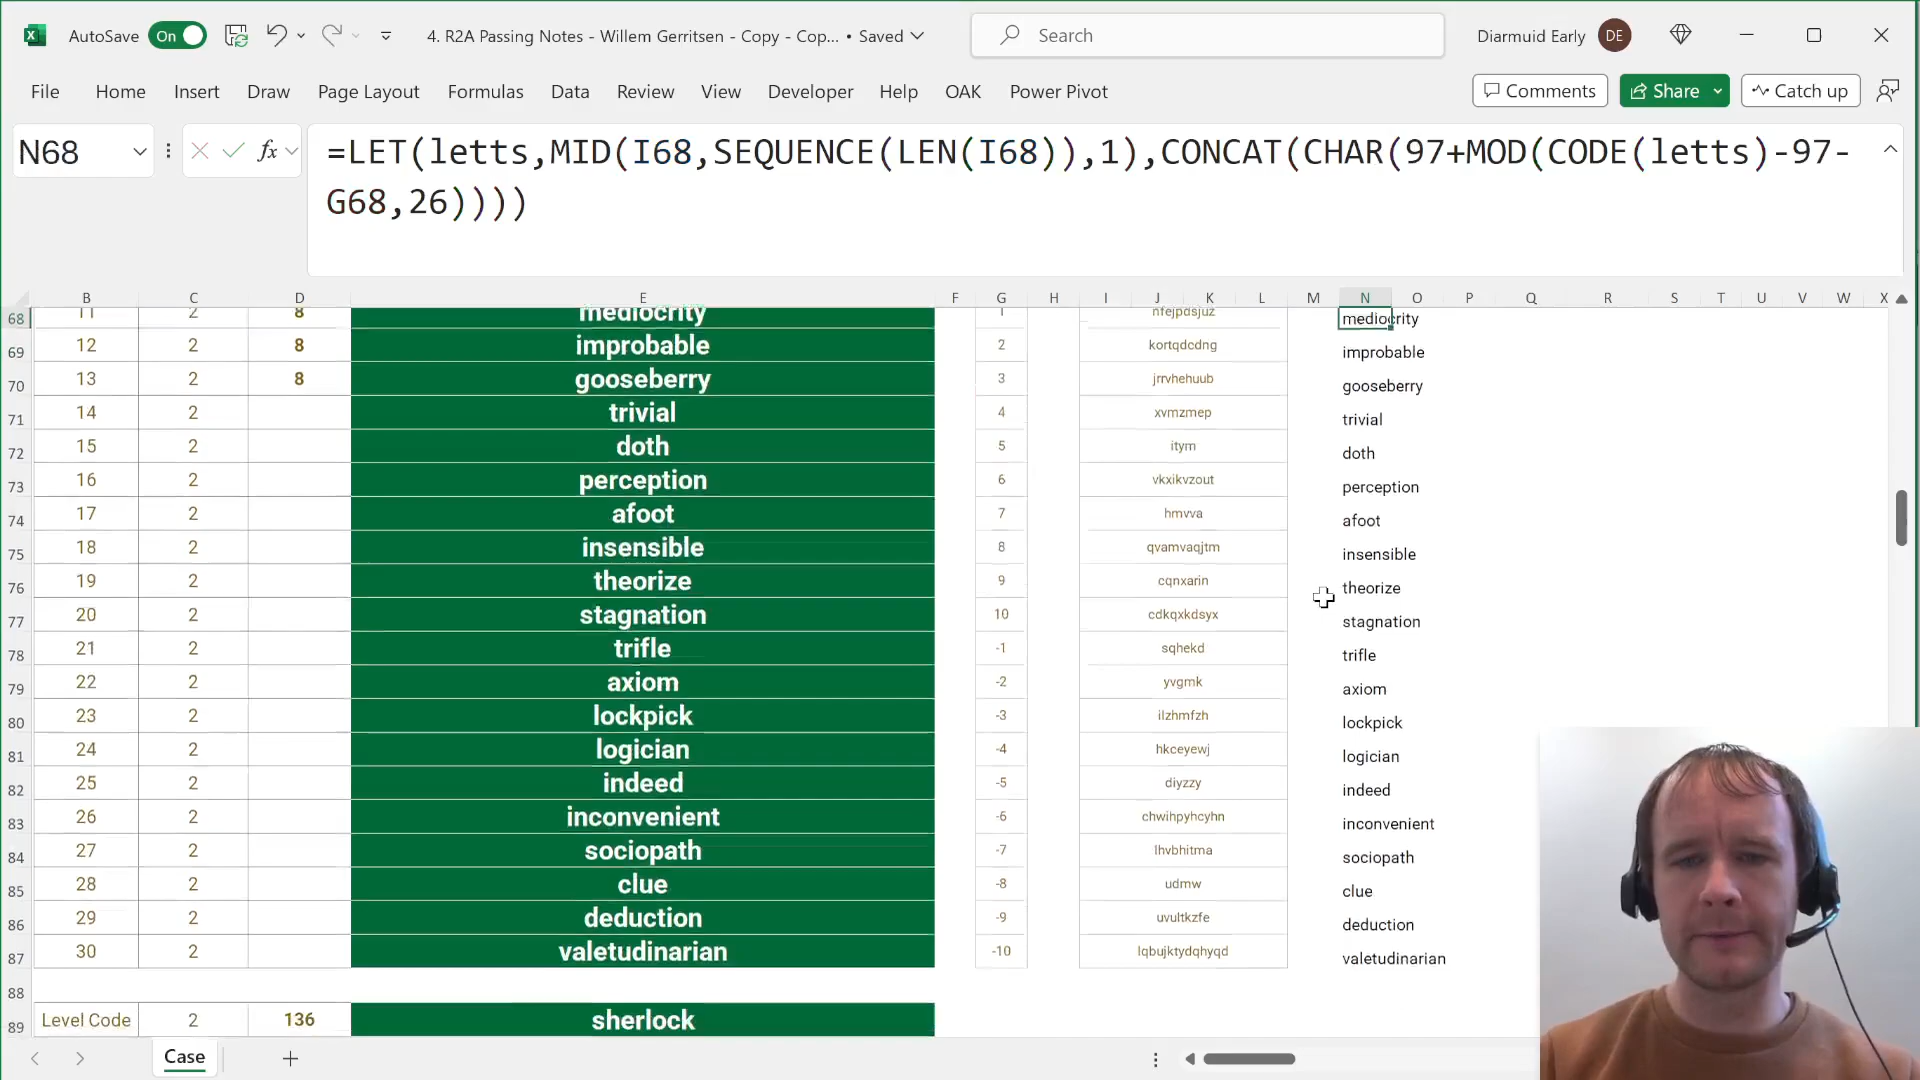 AutoSave On 4. R2A Passing Notes - Willem Gerritsen - Copy - Cop... • Saved Search Diarmuid Early DE
File Home Insert Draw Page Layout Formulas Data Review View Developer Help OAK Power Pivot Comments Share Catch up
N68 fx =LET(letts,MID(I68,SEQUENCE(LEN(I68)),1),CONCAT(CHAR(97+MOD(CODE(letts)-97-
G68,26))))
B C D E F G H I J K L M N O P Q R S T U V W X
68 11 2 8 mediocrity 1 nfejpdsjuz mediocrity
69 12 2 8 improbable 2 kortqdcdng improbable
70 13 2 8 gooseberry 3 jrrvhehuub gooseberry
71 14 2 trivial 4 xvmzmep trivial
72 15 2 doth 5 itym doth
73 16 2 perception 6 vkxikvzout perception
74 17 2 afoot 7 hmvva afoot
75 18 2 insensible 8 qvamvaqjtm insensible
76 19 2 theorize 9 cqnxarin theorize
77 20 2 stagnation 10 cdkqxkdsyx stagnation
78 21 2 trifle -1 sqhekd trifle
79 22 2 axiom -2 yvgmk axiom
80 23 2 lockpick -3 ilzhmfzh lockpick
81 24 2 logician -4 hkceyewj logician
82 25 2 indeed -5 diyzzy indeed
83 26 2 inconvenient -6 chwihpyhcyhn inconvenient
84 27 2 sociopath -7 lhvbhitma sociopath
85 28 2 clue -8 udmw clue
86 29 2 deduction -9 uvultkzfe deduction
87 30 2 valetudinarian -10 lqbujktydqhyqd valetudinarian
88
89 Level Code 2 136 sherlock
Case